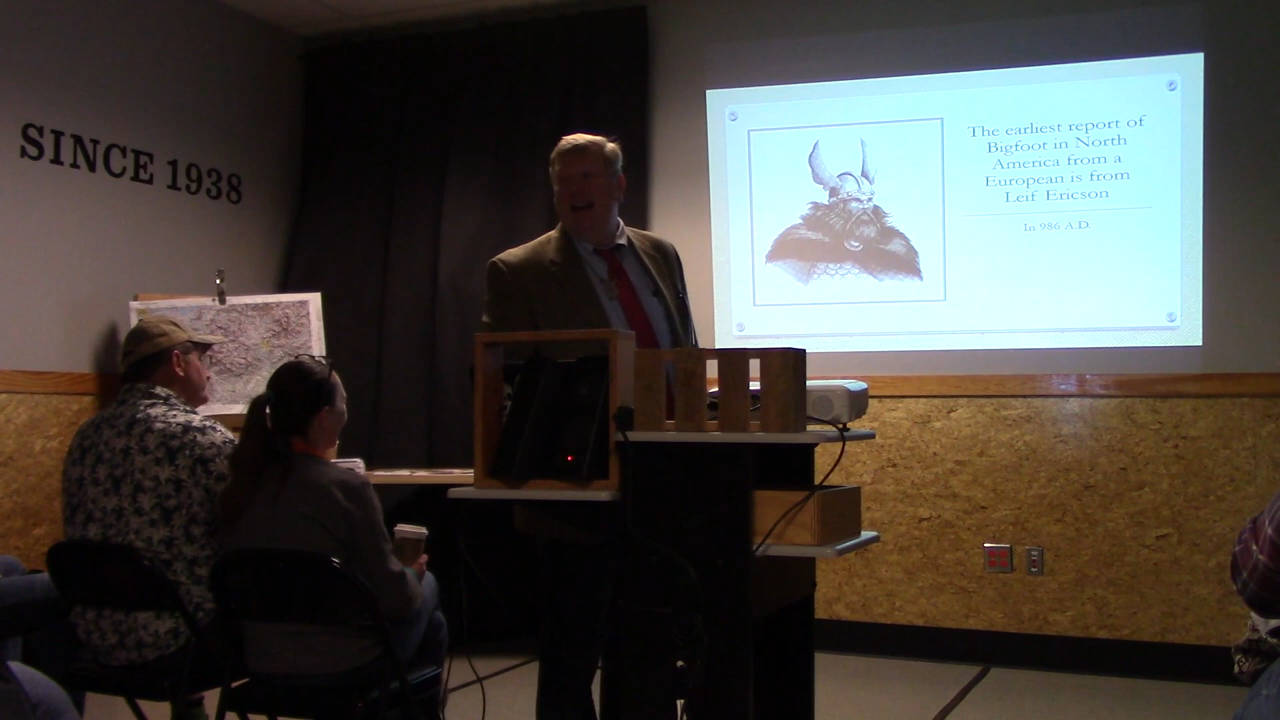 SINCE 1938
The earliest report of
Bigfoot in North
America from a
European is from
Leif Ericson
In 986 A.D.